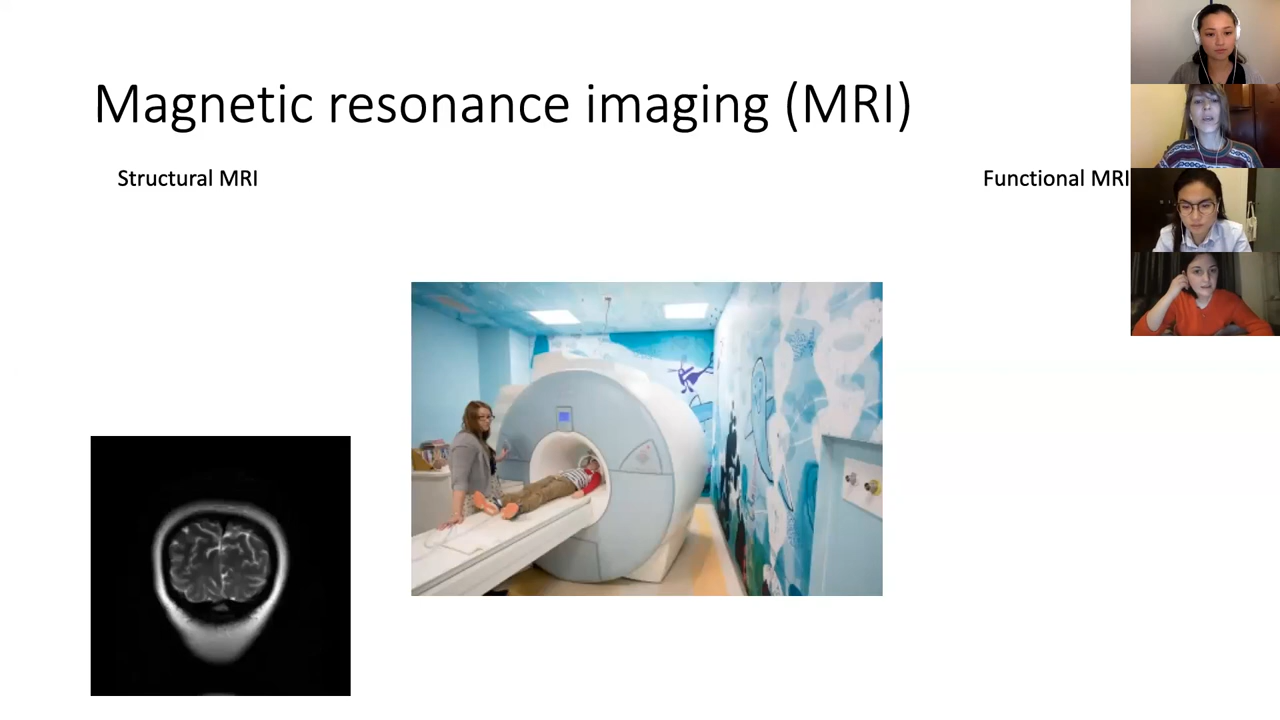 Magnetic resonance imaging (MRI)
Structural MRI
Functional MRI